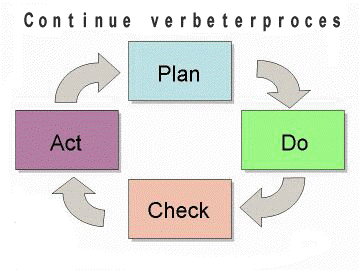 Continue verbeterproces
Plan
Act
Do
Check